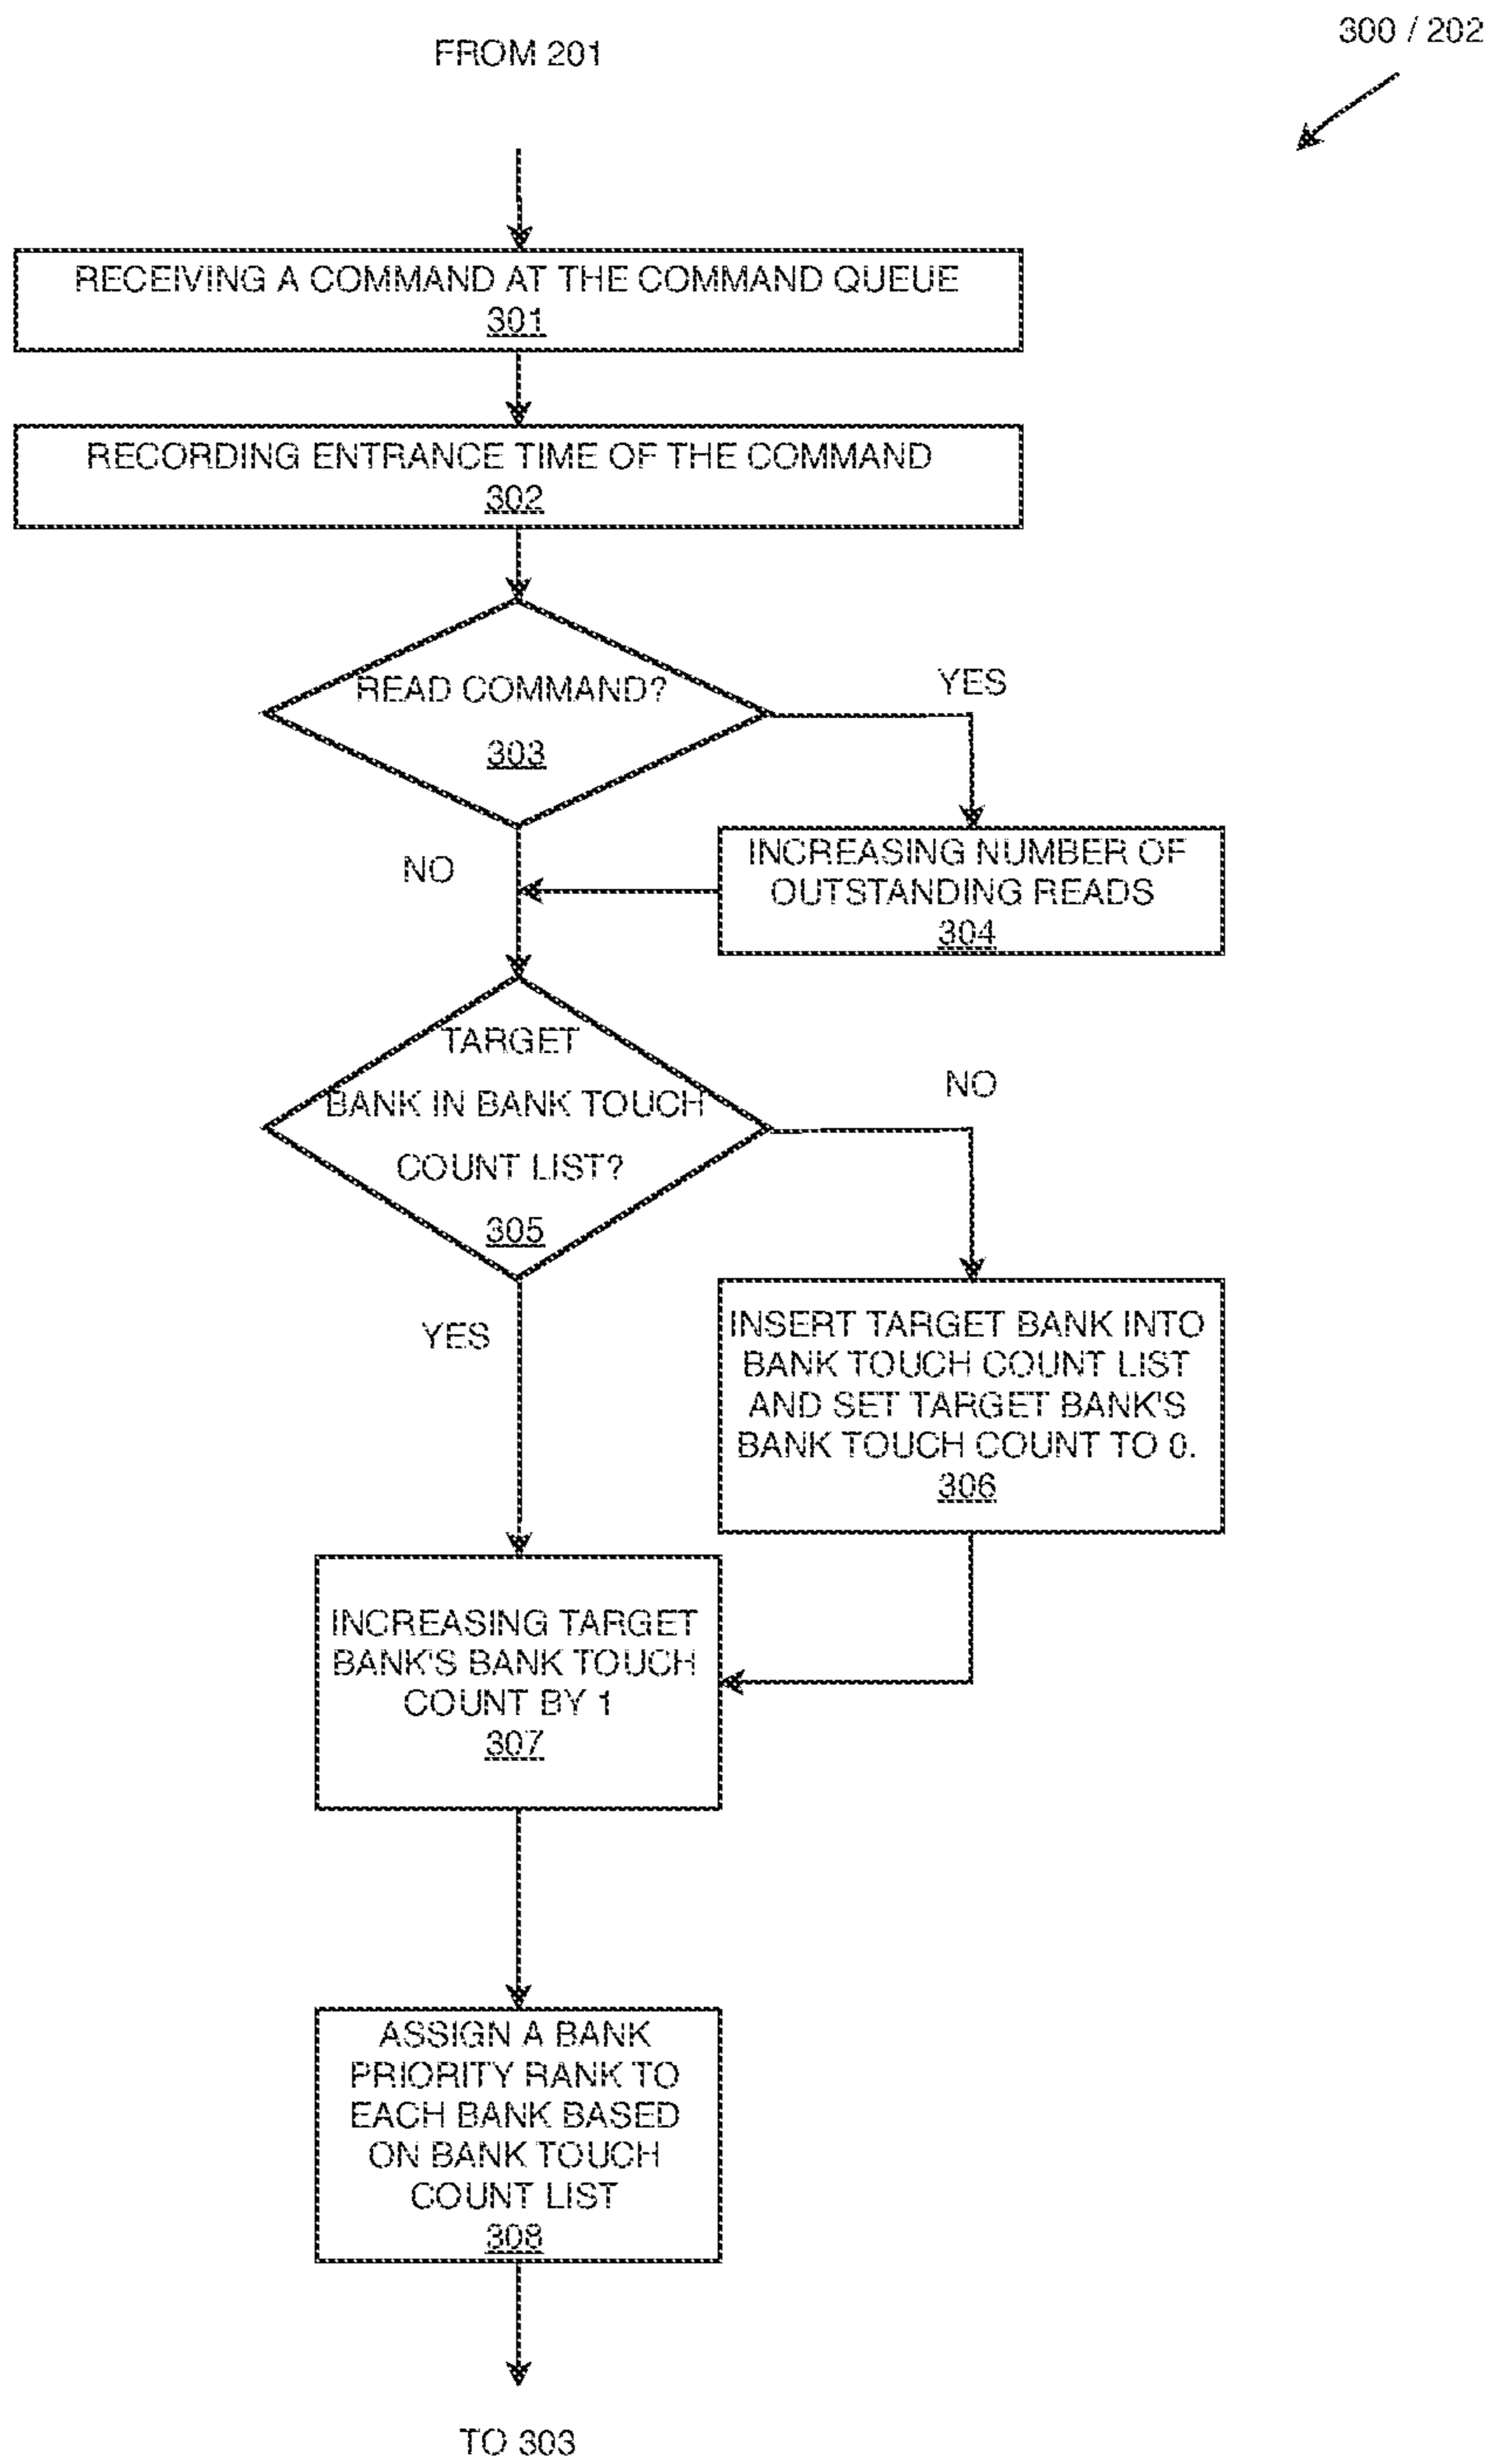 300 / 202
FROM 201
RECEIVING A COMMAND AT THE COMMAND QUEUE
301
RECORDING ENTRANCE TIME OF THE COMMAND
302
READ COMMAND?
303
YES
NO
INCREASING NUMBER OF
OUTSTANDING READS
304
TARGET
BANK IN BANK TOUCH
COUNT LIST?
305
NO
YES
INSERT TARGET BANK INTO
BANK TOUCH COUNT LIST
AND SET TARGET BANK'S
BANK TOUCH COUNT TO 0.
306
INCREASING TARGET
BANK'S BANK TOUCH
COUNT BY 1
307
ASSIGN A BANK
PRIORITY RANK TO
EACH BANK BASED
ON BANK TOUCH
COUNT LIST
308
TO 303